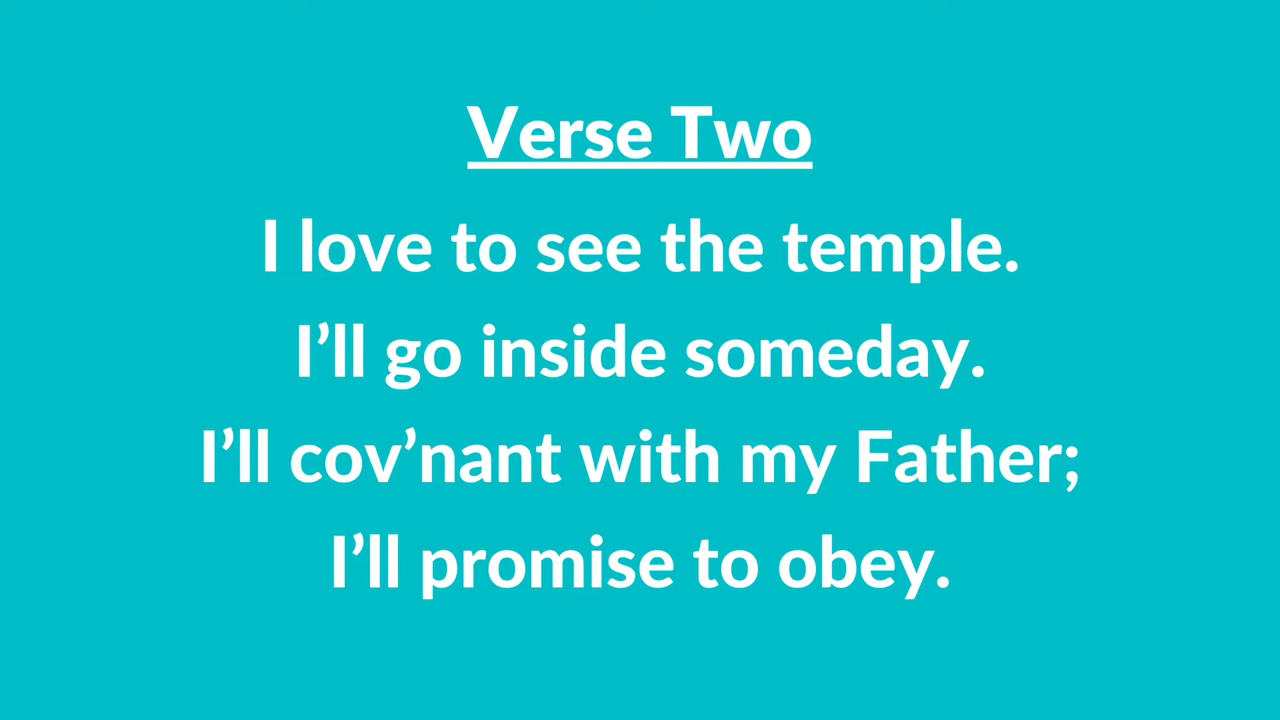 Verse Two
I love to see the temple.
I’ll go inside someday.
I’ll cov’nant with my Father;
I’ll promise to obey.